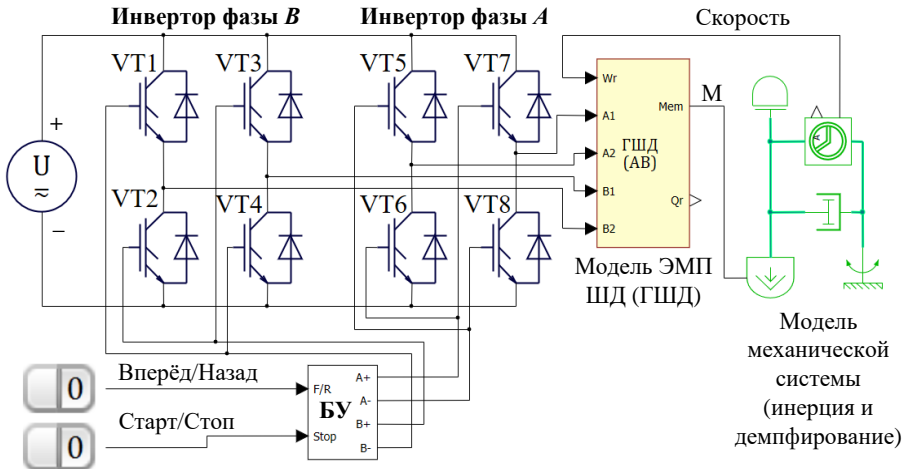 Инвертор фазы B
Инвертор фазы A
Скорость
VT1
VT3
VT5
VT7
Wr
Mem
M
A1
A
+
U
≂
−
A2
ГШД
(AB)
VT2
VT4
VT6
VT8
B1
Qr
B2
Модель ЭМП
ШД (ГШД)
Модель
механической
системы
(инерция и
демпфирование)
0
Вперёд/Назад
F/R
A+
A-
БУ
B+
B-
0
Старт/Стоп
Stop